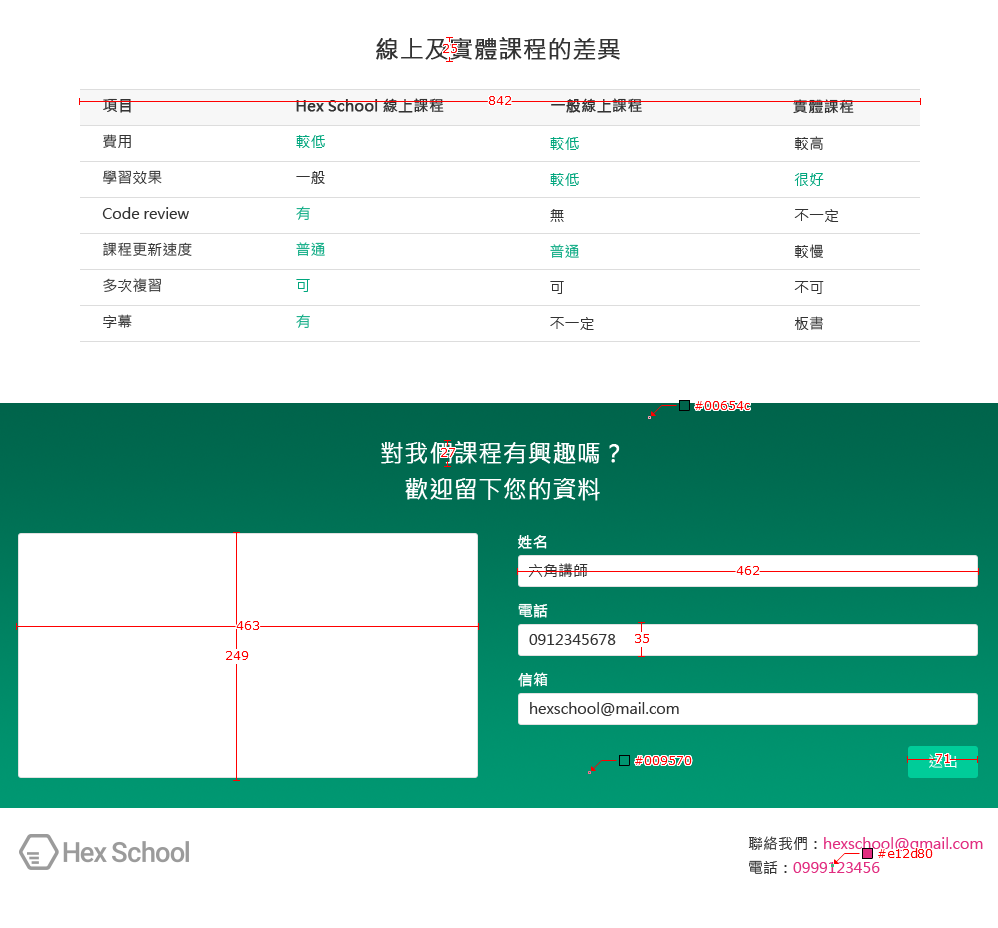 線上及實體課程的差異
25
項目 Hex School 線上課程 一般線上課程 實體課程
842
費用 較低 較低 較高
學習效果 一般 較低 很好
Code review 有 無 不一定
課程更新速度 普通 普通 較慢
多次複習 可 可 不可
字幕 有 不一定 板書
#00654c
對我們課程有興趣嗎？
27
歡迎留下您的資料
463
249
姓名
六角講師
462
電話
0912345678
35
信箱
hexschool@mail.com
#009570
送出
71
Hex School
聯絡我們：hexschool@gmail.com
#e12d80
電話：0999123456